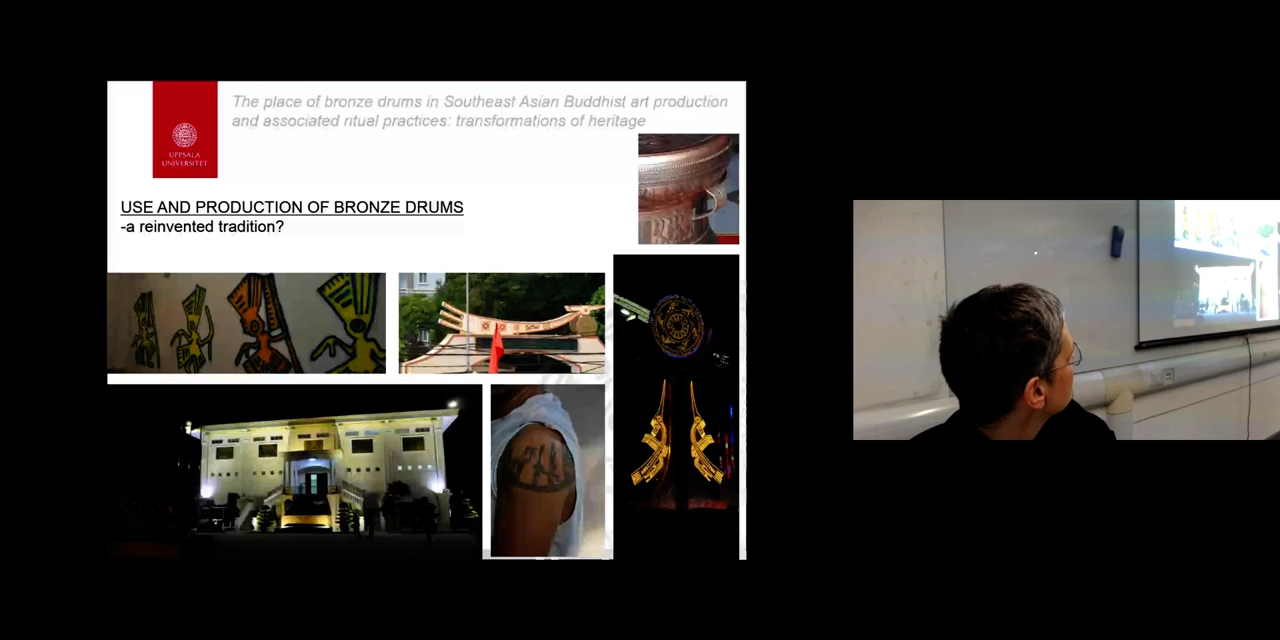 The place of bronze drums in Southeast Asian Buddhist art production
and associated ritual practices: transformations of heritage
UPPSALA
UNIVERSITET
USE AND PRODUCTION OF BRONZE DRUMS
-a reinvented tradition?